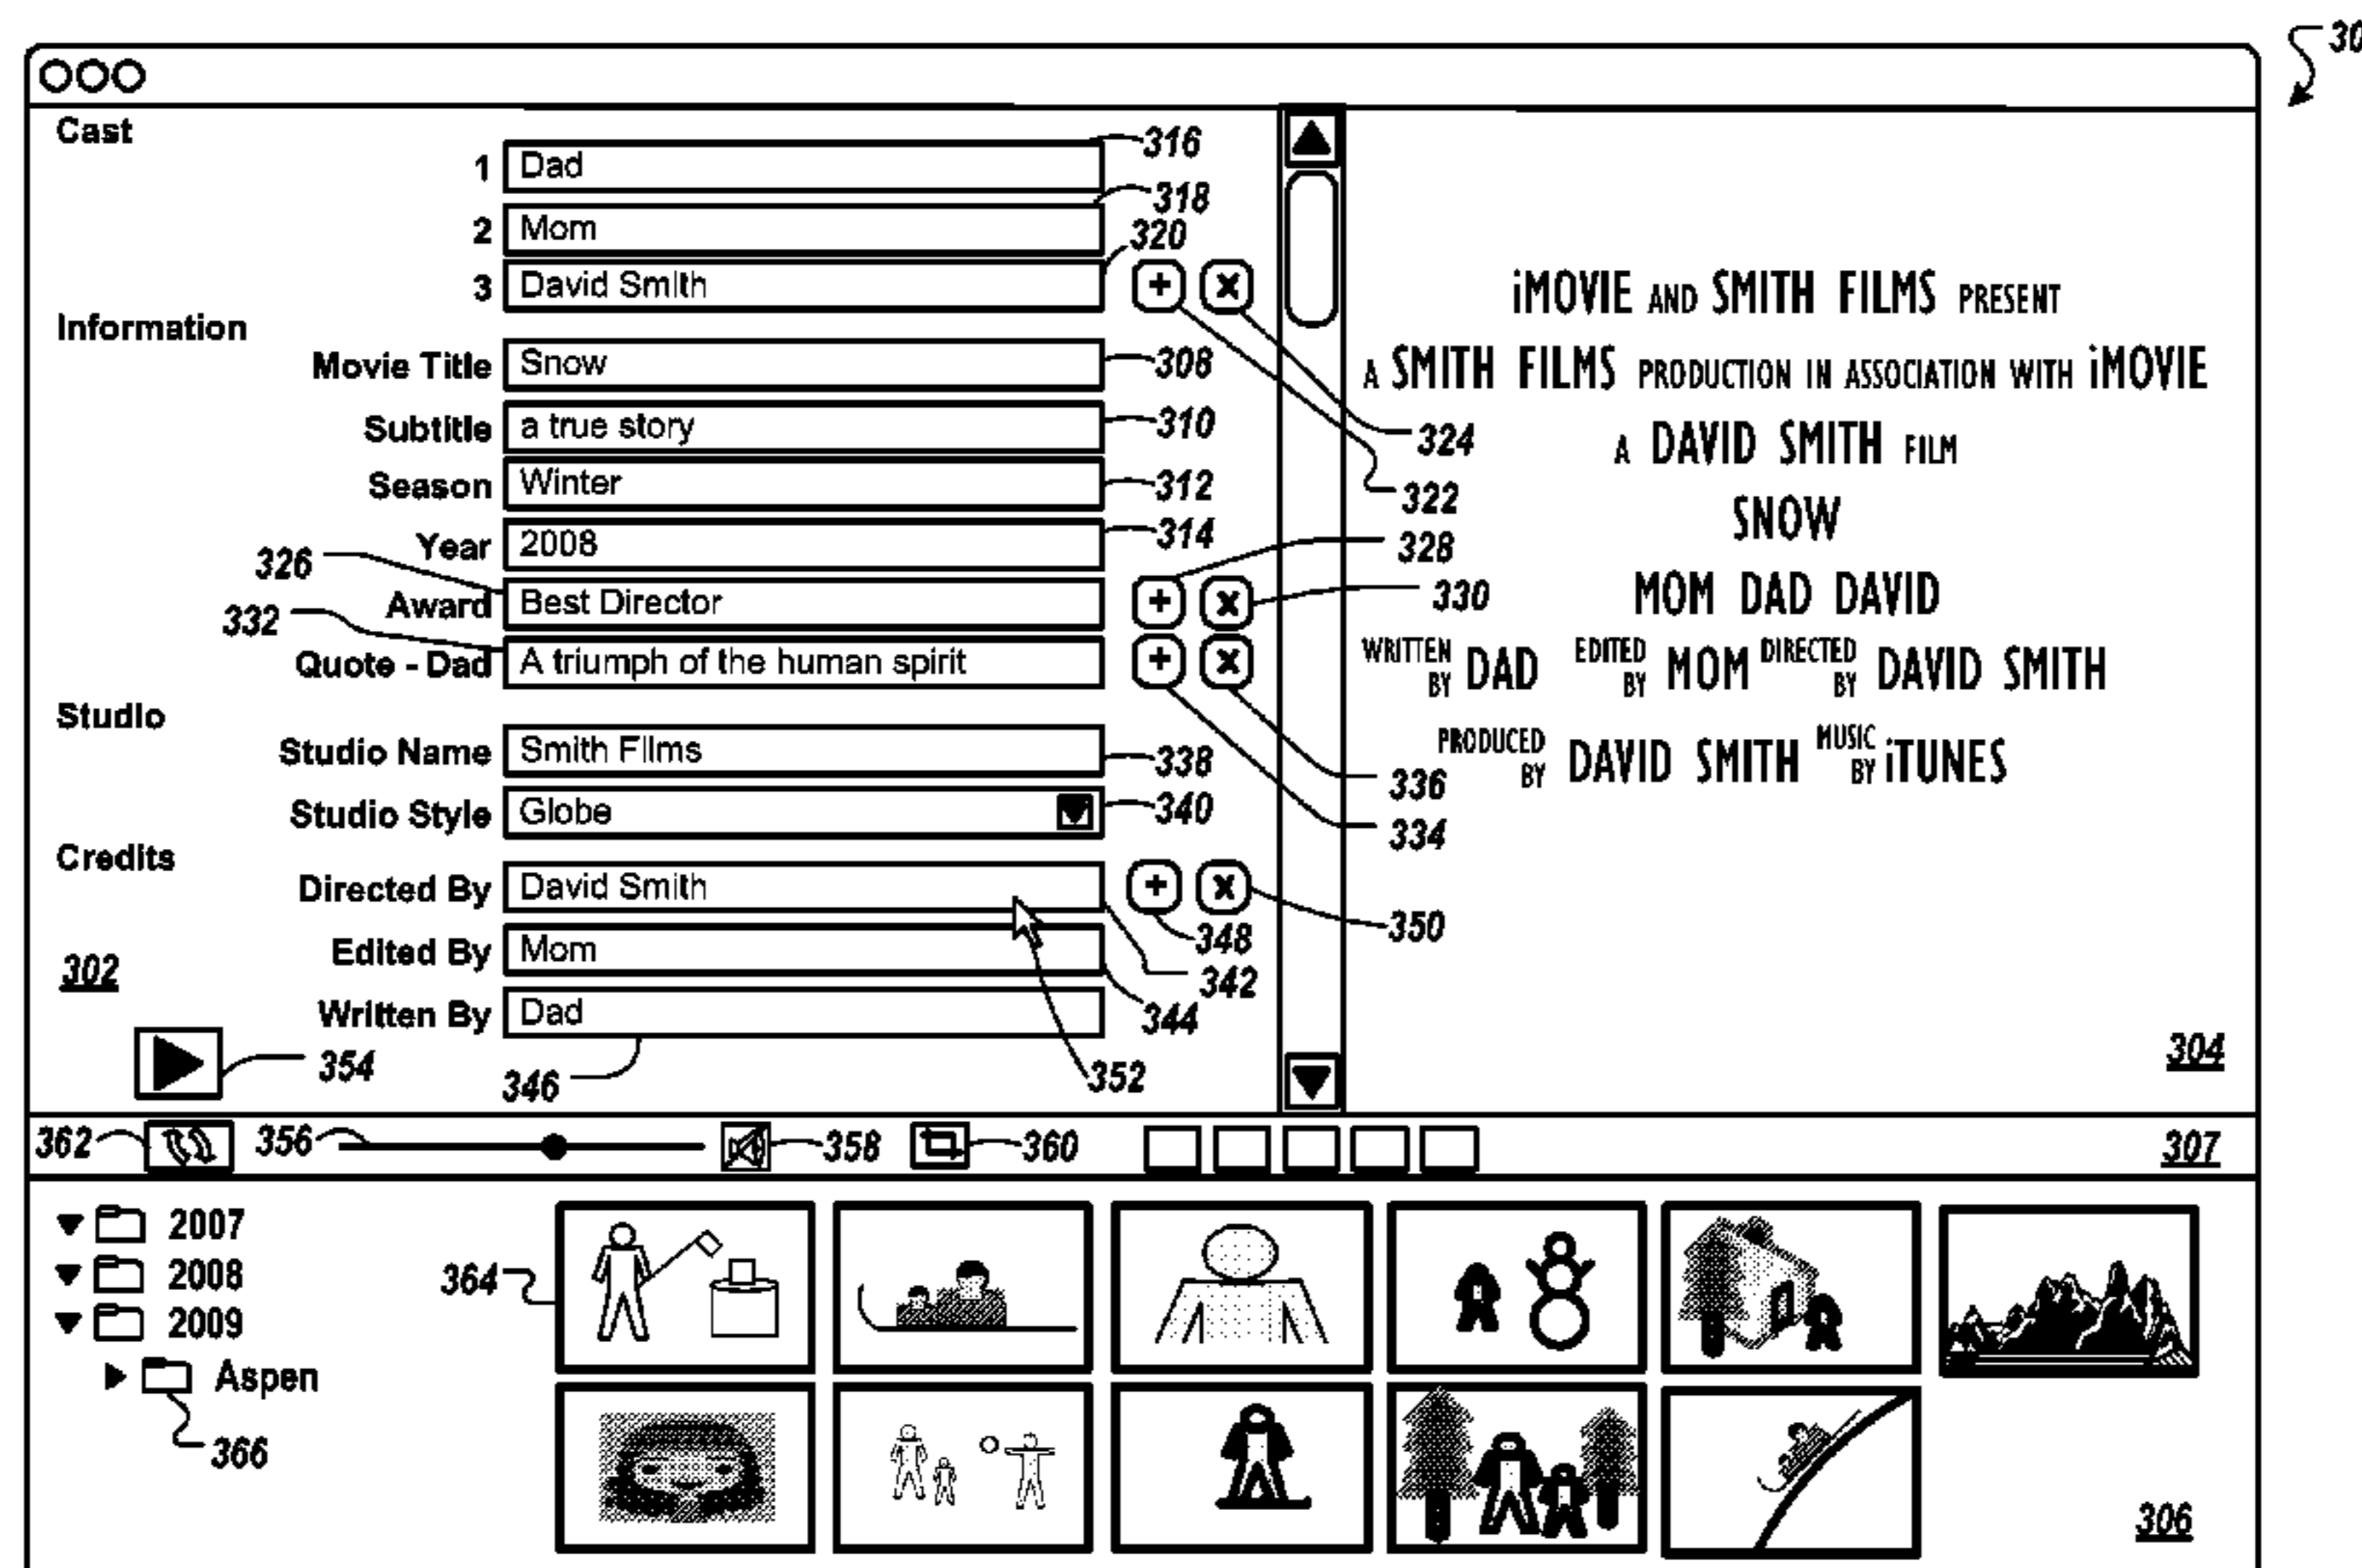 30
Cast
316
1 Dad
318
2 Mom
320
3 David Smith + x
Information
Movie Title Snow 308
Subtitle a true story 310
324
Season Winter 312
322
Year 2008 314
326
328
Award Best Director + x 330
332
Quote - Dad A triumph of the human spirit + x
Studio
Studio Name Smith Films 338
336
Studio Style Globe 340
334
Credits
Directed By David Smith + x 350
348
Edited By Mom 342
302
Written By Dad 344
354
346
352
iMOVIE AND SMITH FILMS PRESENT
A SMITH FILMS PRODUCTION IN ASSOCIATION WITH iMOVIE
A DAVID SMITH FILM
SNOW
MOM DAD DAVID
WRITTEN BY DAD EDITED BY MOM DIRECTED BY DAVID SMITH
PRODUCED BY DAVID SMITH MUSIC BY iTUNES
304
362 356 358 360 307
2007
2008
2009
Aspen
366
364
306